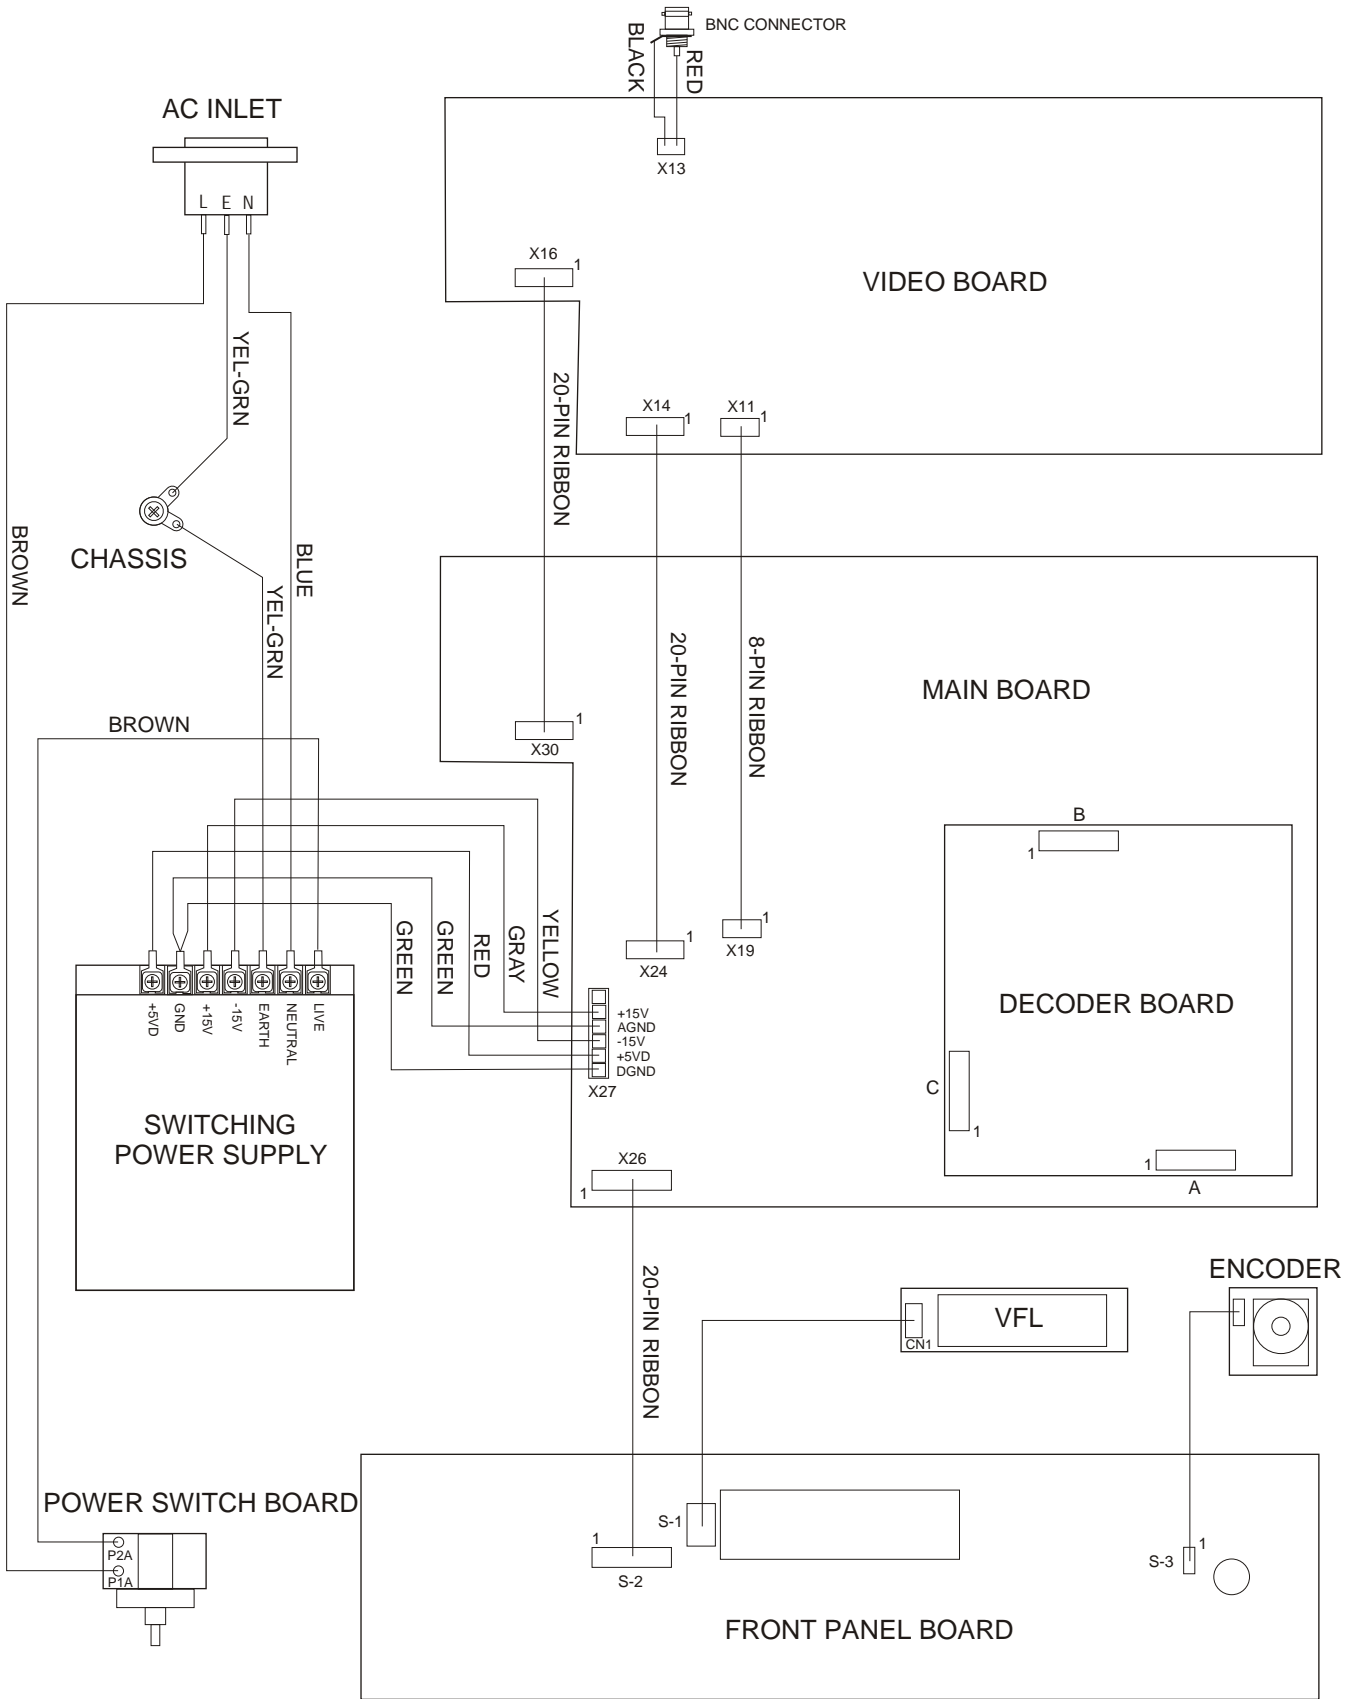 BNC CONNECTOR
BLACK
RED
X13
AC INLET
L E N
X16
1
VIDEO BOARD
YEL-GRN
20-PIN RIBBON
X14
1
X11
1
CHASSIS
BROWN
BLUE
YEL-GRN
20-PIN RIBBON
8-PIN RIBBON
MAIN BOARD
BROWN
X30
1
B
1
GREEN
GREEN
RED
GRAY
YELLOW
X24
1
X19
1
DECODER BOARD
+5VD
GND
+15V
-15V
EARTH
NEUTRAL
LIVE
+15V
AGND
-15V
+5VD
DGND
X27
C
1
SWITCHING
POWER SUPPLY
X26
1
1
A
20-PIN RIBBON
VFL
CN1
ENCODER
POWER SWITCH BOARD
P2A
P1A
S-1
1
S-2
S-3
1
FRONT PANEL BOARD